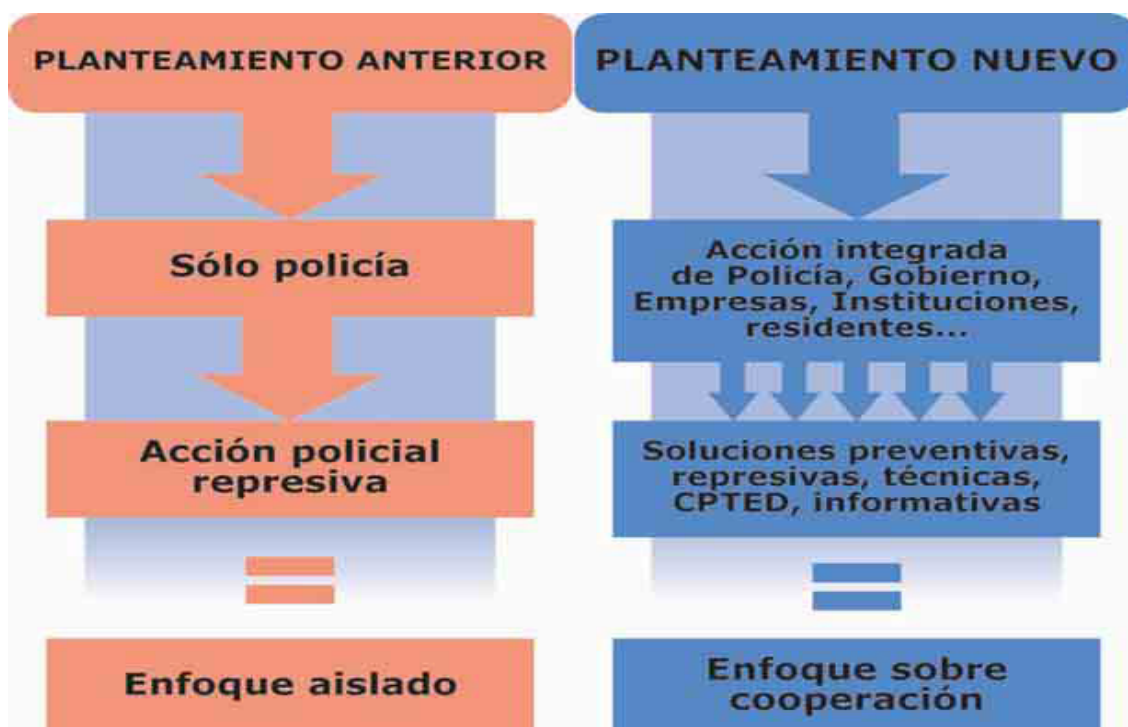 PLANTEAMIENTO ANTERIOR
Sólo policía
Acción policial
represiva
Enfoque aislado
PLANTEAMIENTO NUEVO
Acción integrada
de Policía, Gobierno,
Empresas, Instituciones,
residentes...
Soluciones preventivas,
represivas, técnicas,
CPTED, informativas
Enfoque sobre
cooperación